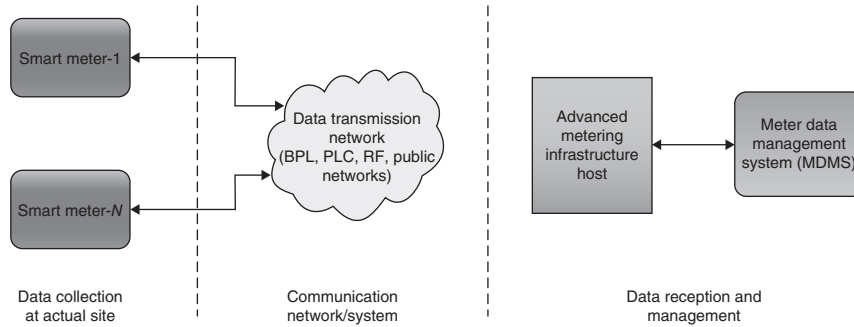 Smart meter-1
Smart meter-N
Data transmission
network
(BPL, PLC, RF, public
networks)
Advanced
metering
infrastructure
host
Meter data
management
system (MDMS)
Data collection
at actual site
Communication
network/system
Data reception and
management